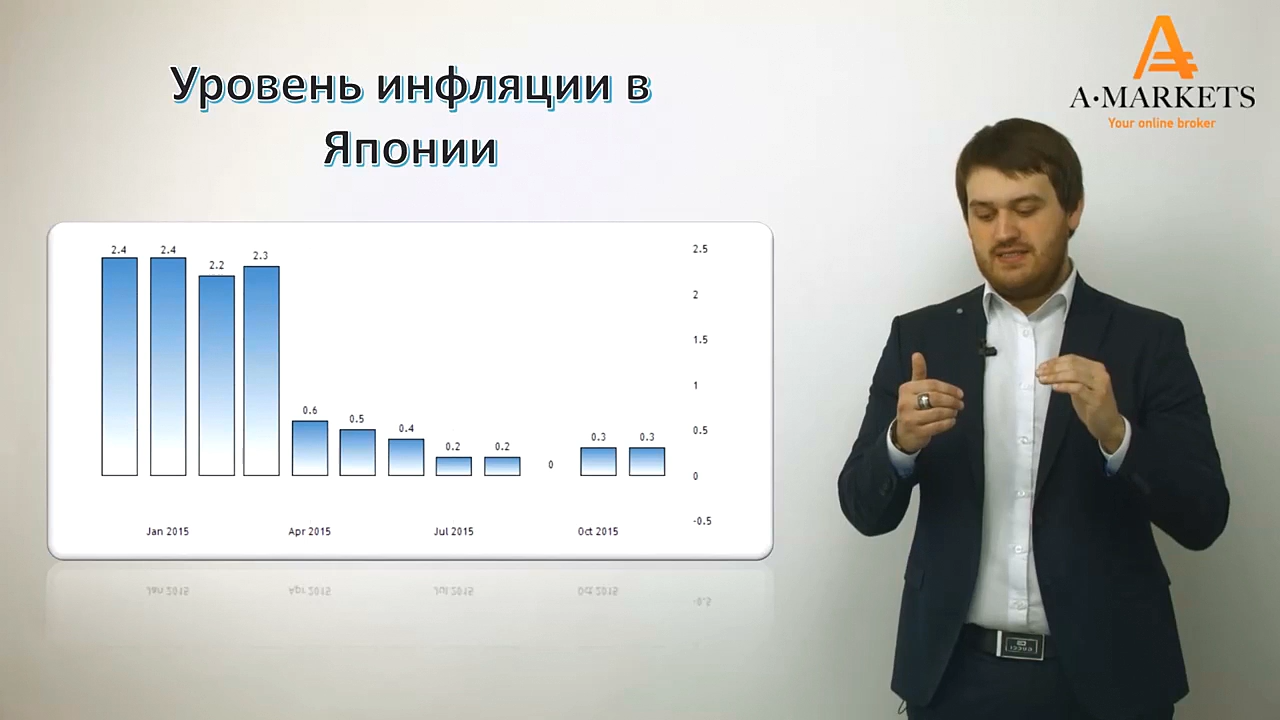 Уровень инфляции в
Японии
A·MARKETS
Your online broker
2.4
2.4
2.2
2.3
0.6
0.5
0.4
0.2
0.2
0
0.3
0.3
2.5
2
1.5
1
0.5
0
-0.5
Jan 2015
Apr 2015
Jul 2015
Oct 2015
GUCCI